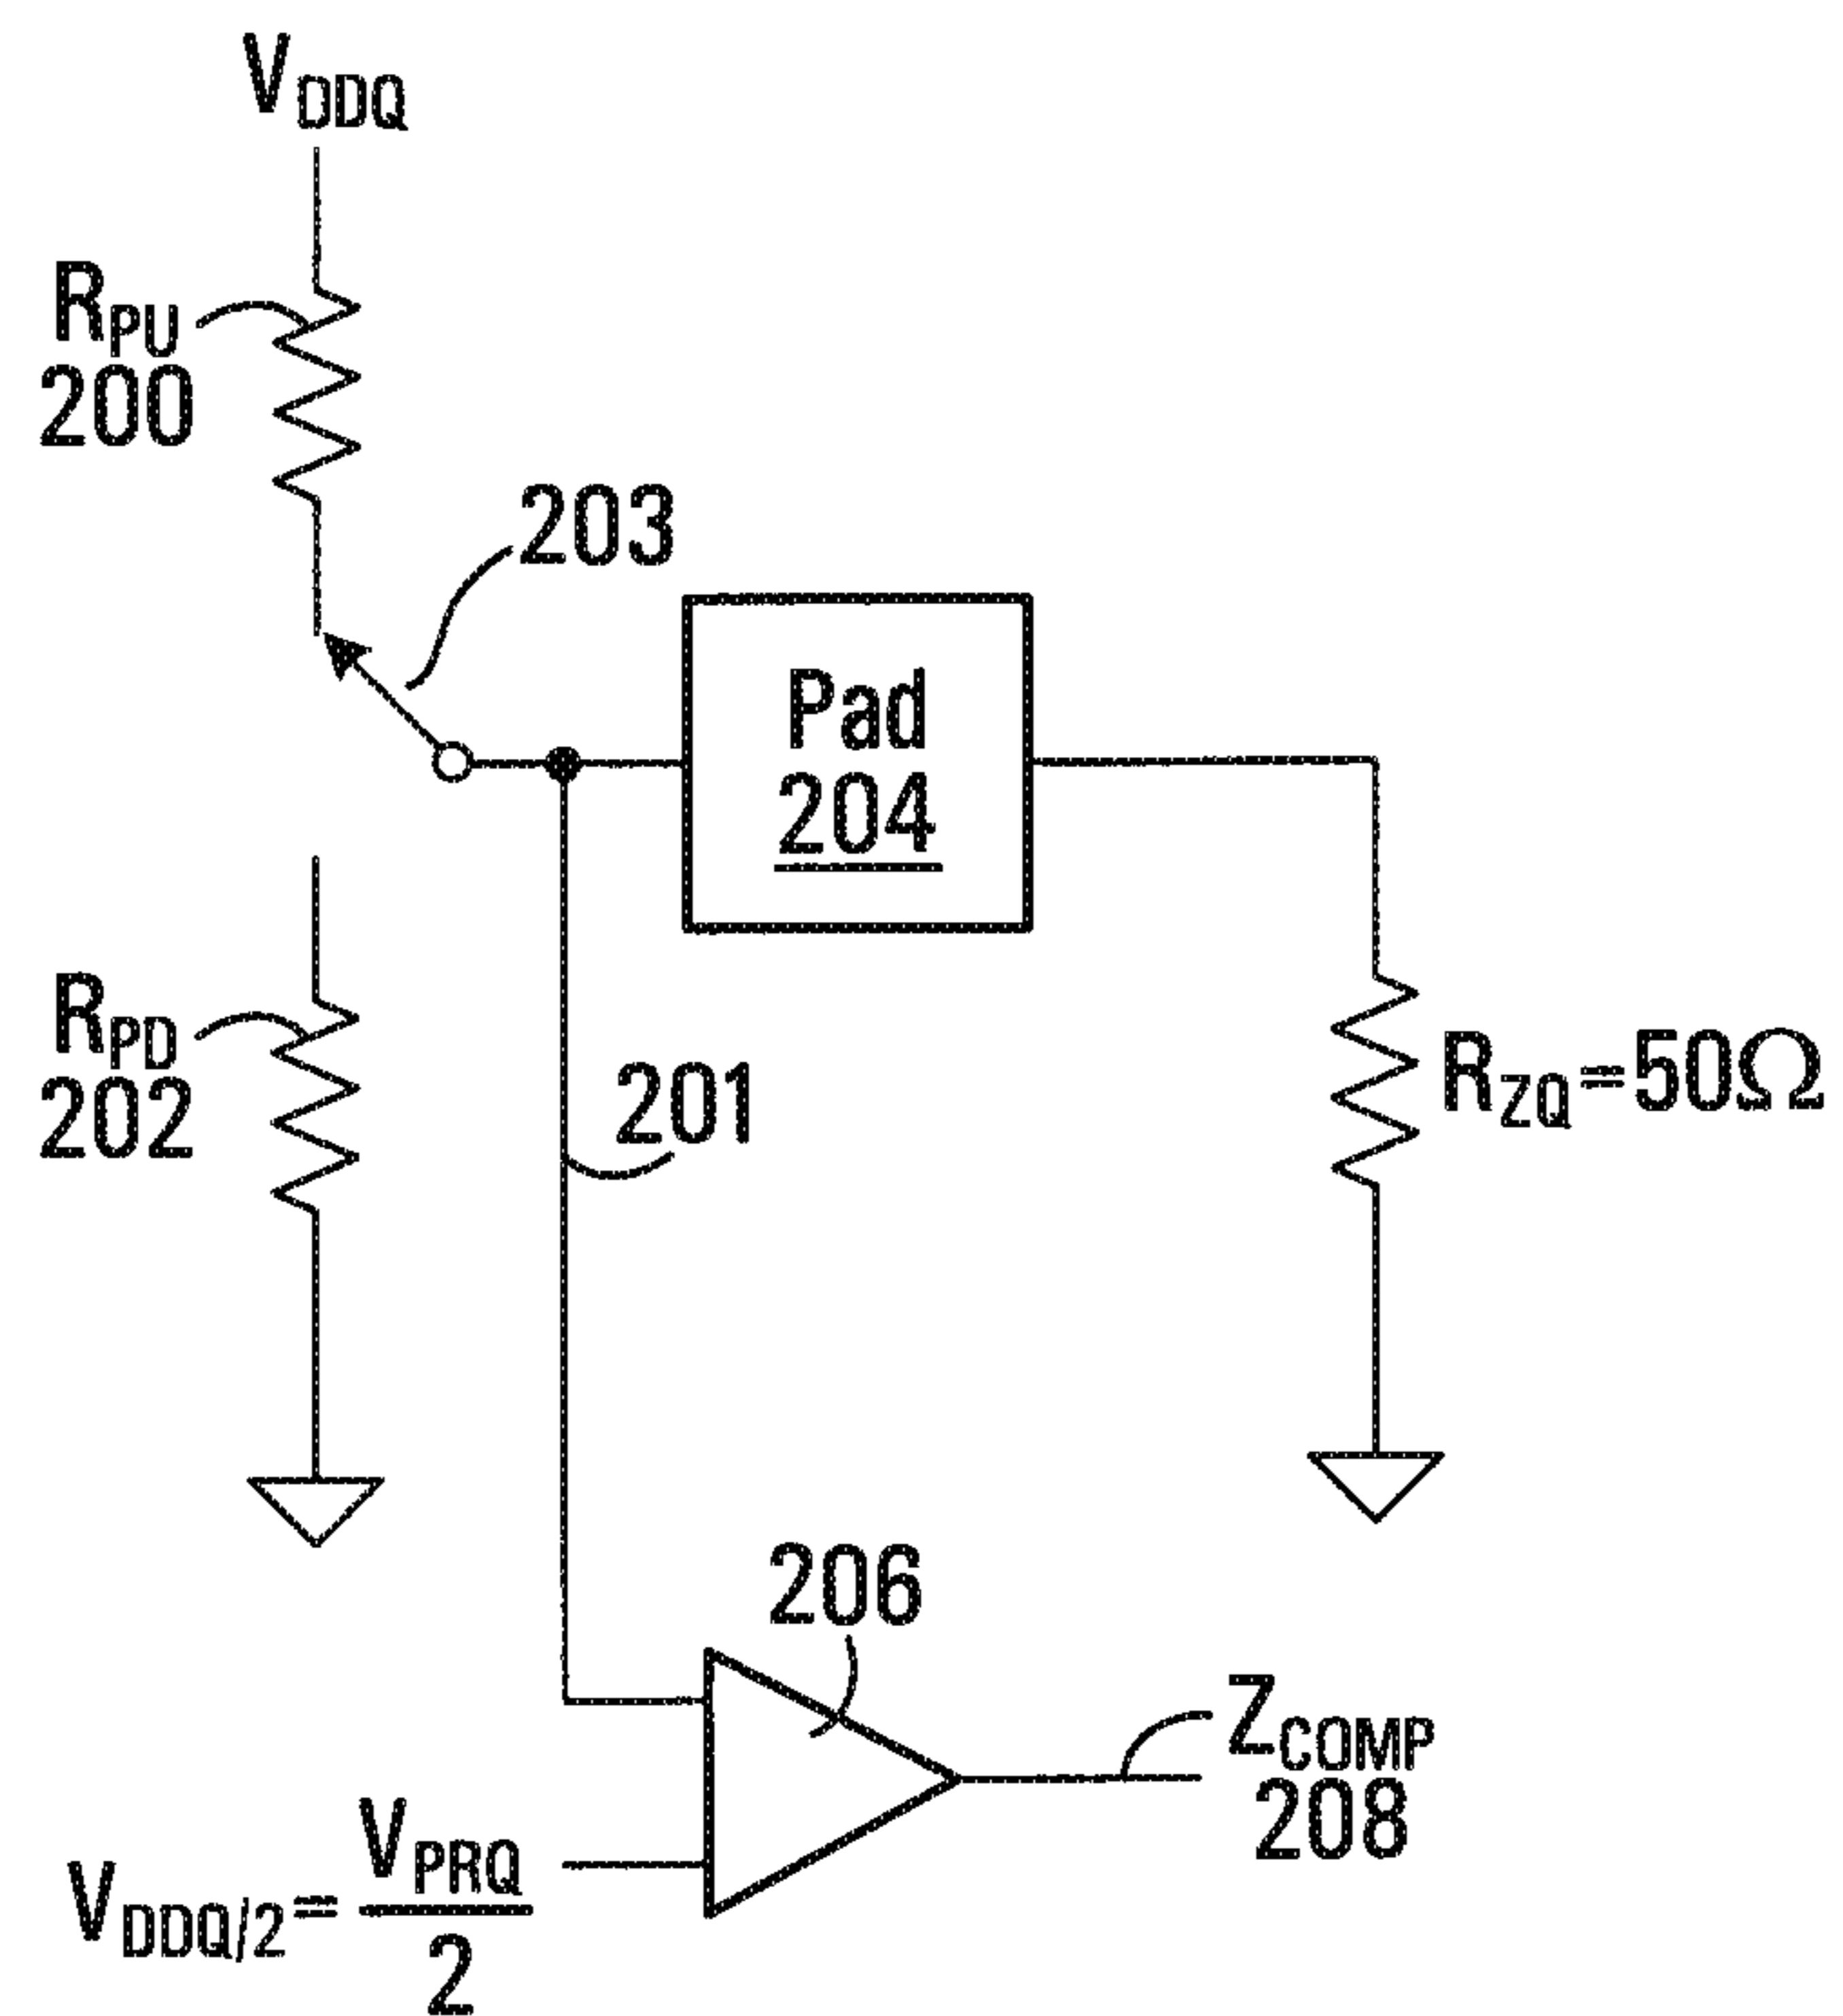 VDDQ
RPU
200
203
Pad
204
RPD
202
201
RZQ=50Ω
206
ZCOMP
208
VDDQ/2=VPRQ
2